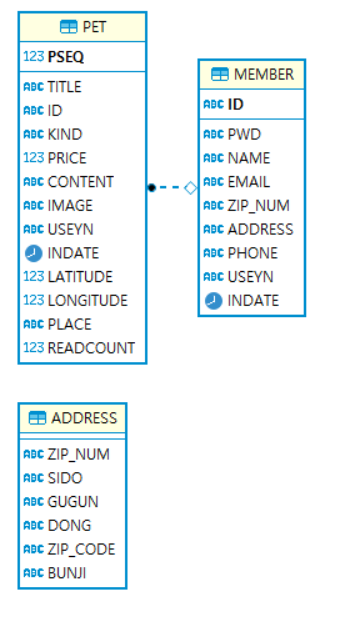 PET
123 PSEQ
ABC TITLE
ABC ID
ABC KIND
123 PRICE
ABC CONTENT
ABC IMAGE
ABC USEYN
INDATE
123 LATITUDE
123 LONGITUDE
ABC PLACE
123 READCOUNT
MEMBER
ABC ID
ABC PWD
ABC NAME
ABC EMAIL
ABC ZIP_NUM
ABC ADDRESS
ABC PHONE
ABC USEYN
INDATE
ADDRESS
ABC ZIP_NUM
ABC SIDO
ABC GUGUN
ABC DONG
ABC ZIP_CODE
ABC BUNJI